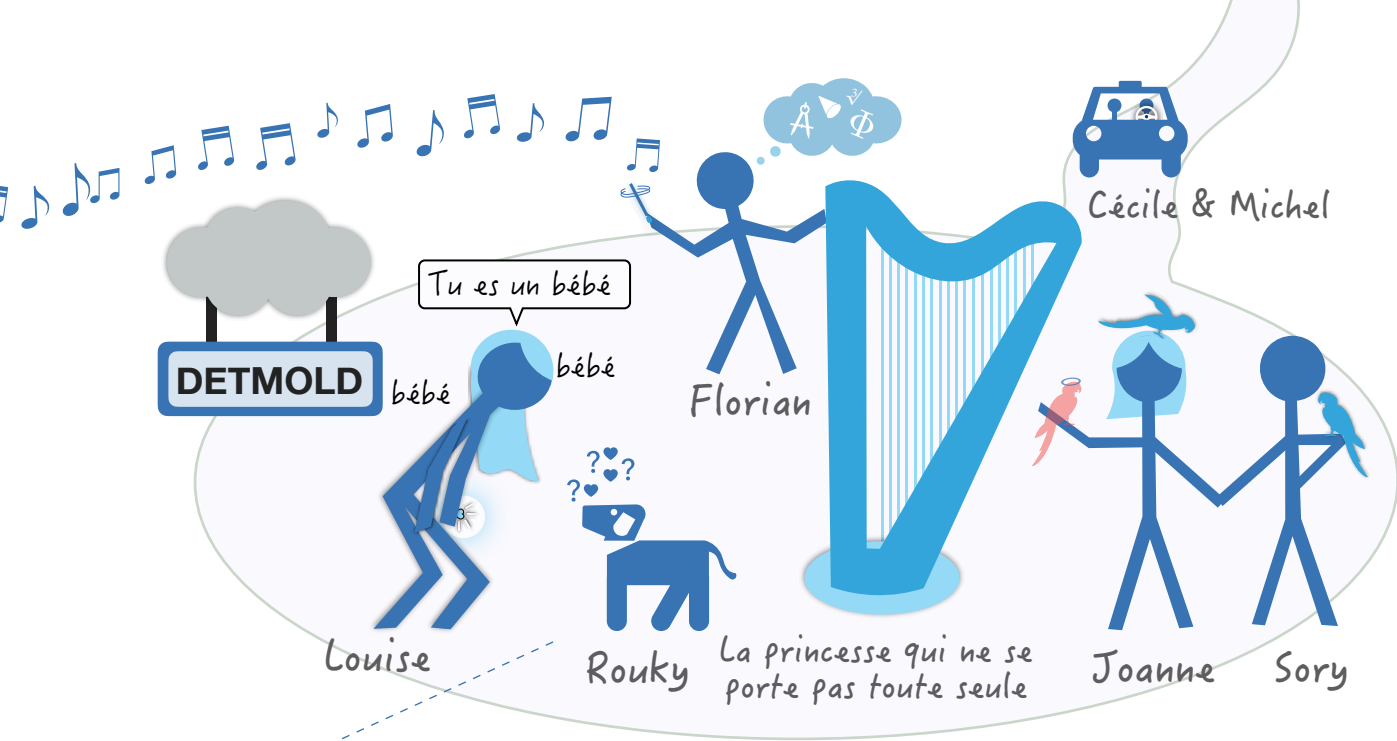 Cécile & Michel
Tu es un bébé
DETMOLD
bébé
bébé
Florian
Louise
Rouky
La princesse qui ne se
porte pas toute seule
Joanne
Sory